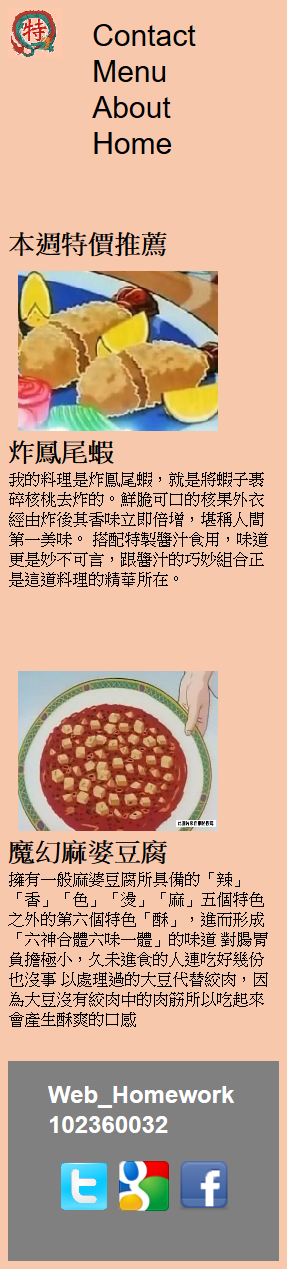 特
Contact
Menu
About
Home
本週特價推薦
炸鳳尾蝦
我的料理是炸鳳尾蝦，就是將蝦子裹
碎核桃去炸的。鮮脆可口的核果外衣
經由炸後其香味立即倍增，堪稱人間
第一美味。 搭配特製醬汁食用，味道
更是妙不可言，跟醬汁的巧妙組合正
是這道料理的精華所在。
魔幻麻婆豆腐
擁有一般麻婆豆腐所具備的「辣」
「香」「色」「燙」「麻」五個特色
之外的第六個特色「酥」，進而形成
「六神合體六味一體」的味道 對腸胃
負擔極小，久未進食的人連吃好幾份
也沒事 以處理過的大豆代替絞肉，因
為大豆沒有絞肉中的肉筋所以吃起來
會產生酥爽的口感
Web_Homework
102360032